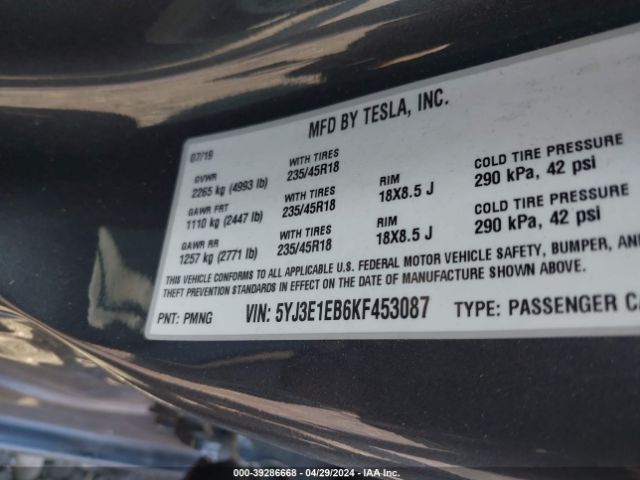 MFD BY TESLA, INC.
07/19
GVWR
2265 kg (4993 lb)
WITH TIRES
235/45R18
COLD TIRE PRESSURE
290 kPa, 42 psi
GAWR FRT
1110 kg (2447 lb)
WITH TIRES
235/45R18
RIM
18X8.5 J
COLD TIRE PRESSURE
290 kPa, 42 psi
GAWR RR
1257 kg (2771 lb)
WITH TIRES
235/45R18
RIM
18X8.5 J
THIS VEHICLE CONFORMS TO ALL APPLICABLE U.S. FEDERAL MOTOR VEHICLE SAFETY, BUMPER, AND
THEFT PREVENTION STANDARDS IN EFFECT ON THE DATE OF MANUFACTURE SHOWN ABOVE.
PNT: PMNG VIN: 5YJ3E1EB6KF453087 TYPE: PASSENGER CA
000-39286668 - 04/29/2024 - IAA Inc.